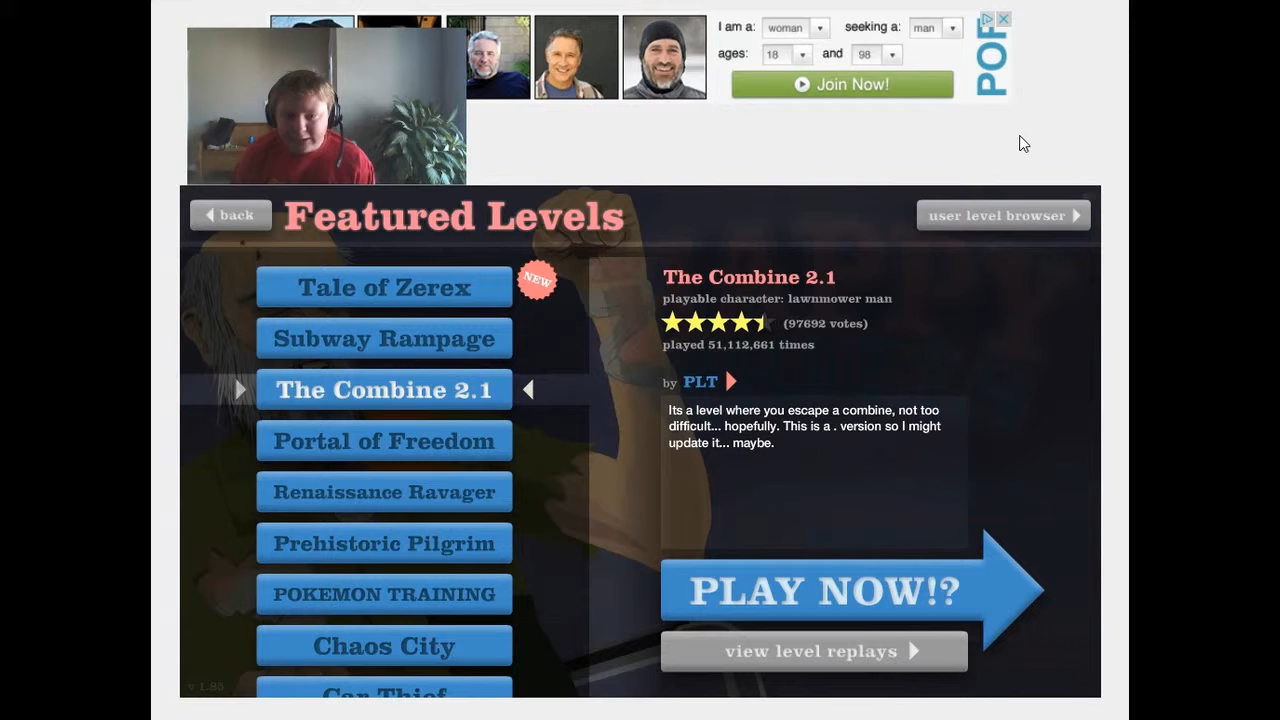 I am a: woman seeking a: man
ages: 18 and 98
Join Now!
POF
back
Featured Levels
user level browser
Tale of Zerex
NEW
Subway Rampage
The Combine 2.1
Portal of Freedom
Renaissance Ravager
Prehistoric Pilgrim
POKEMON TRAINING
Chaos City
Car Thief
v 1.80
The Combine 2.1
playable character: lawnmower man
(97692 votes)
played 51,112,661 times
by PLT
Its a level where you escape a combine, not too
difficult... hopefully. This is a . version so I might
update it... maybe.
PLAY NOW!?
view level replays